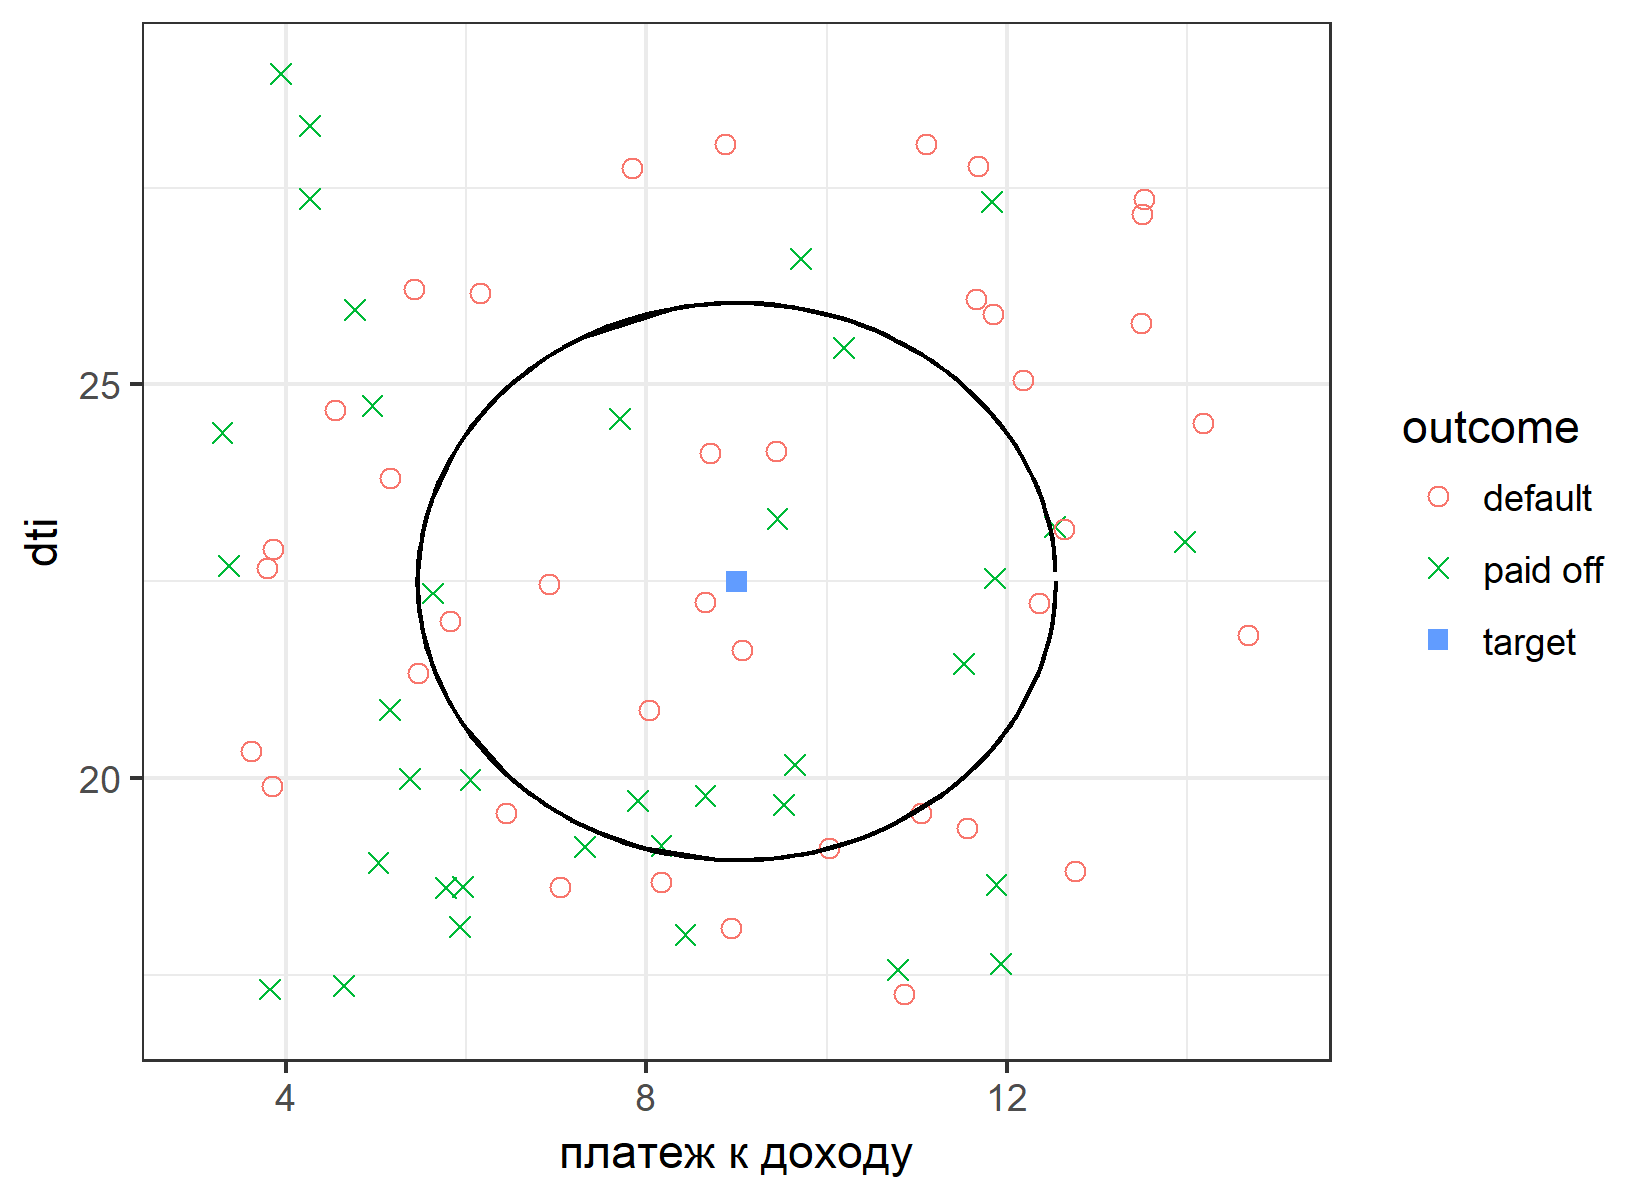 dti
25
20
4
8
12
платеж к доходу
outcome
default
paid off
target